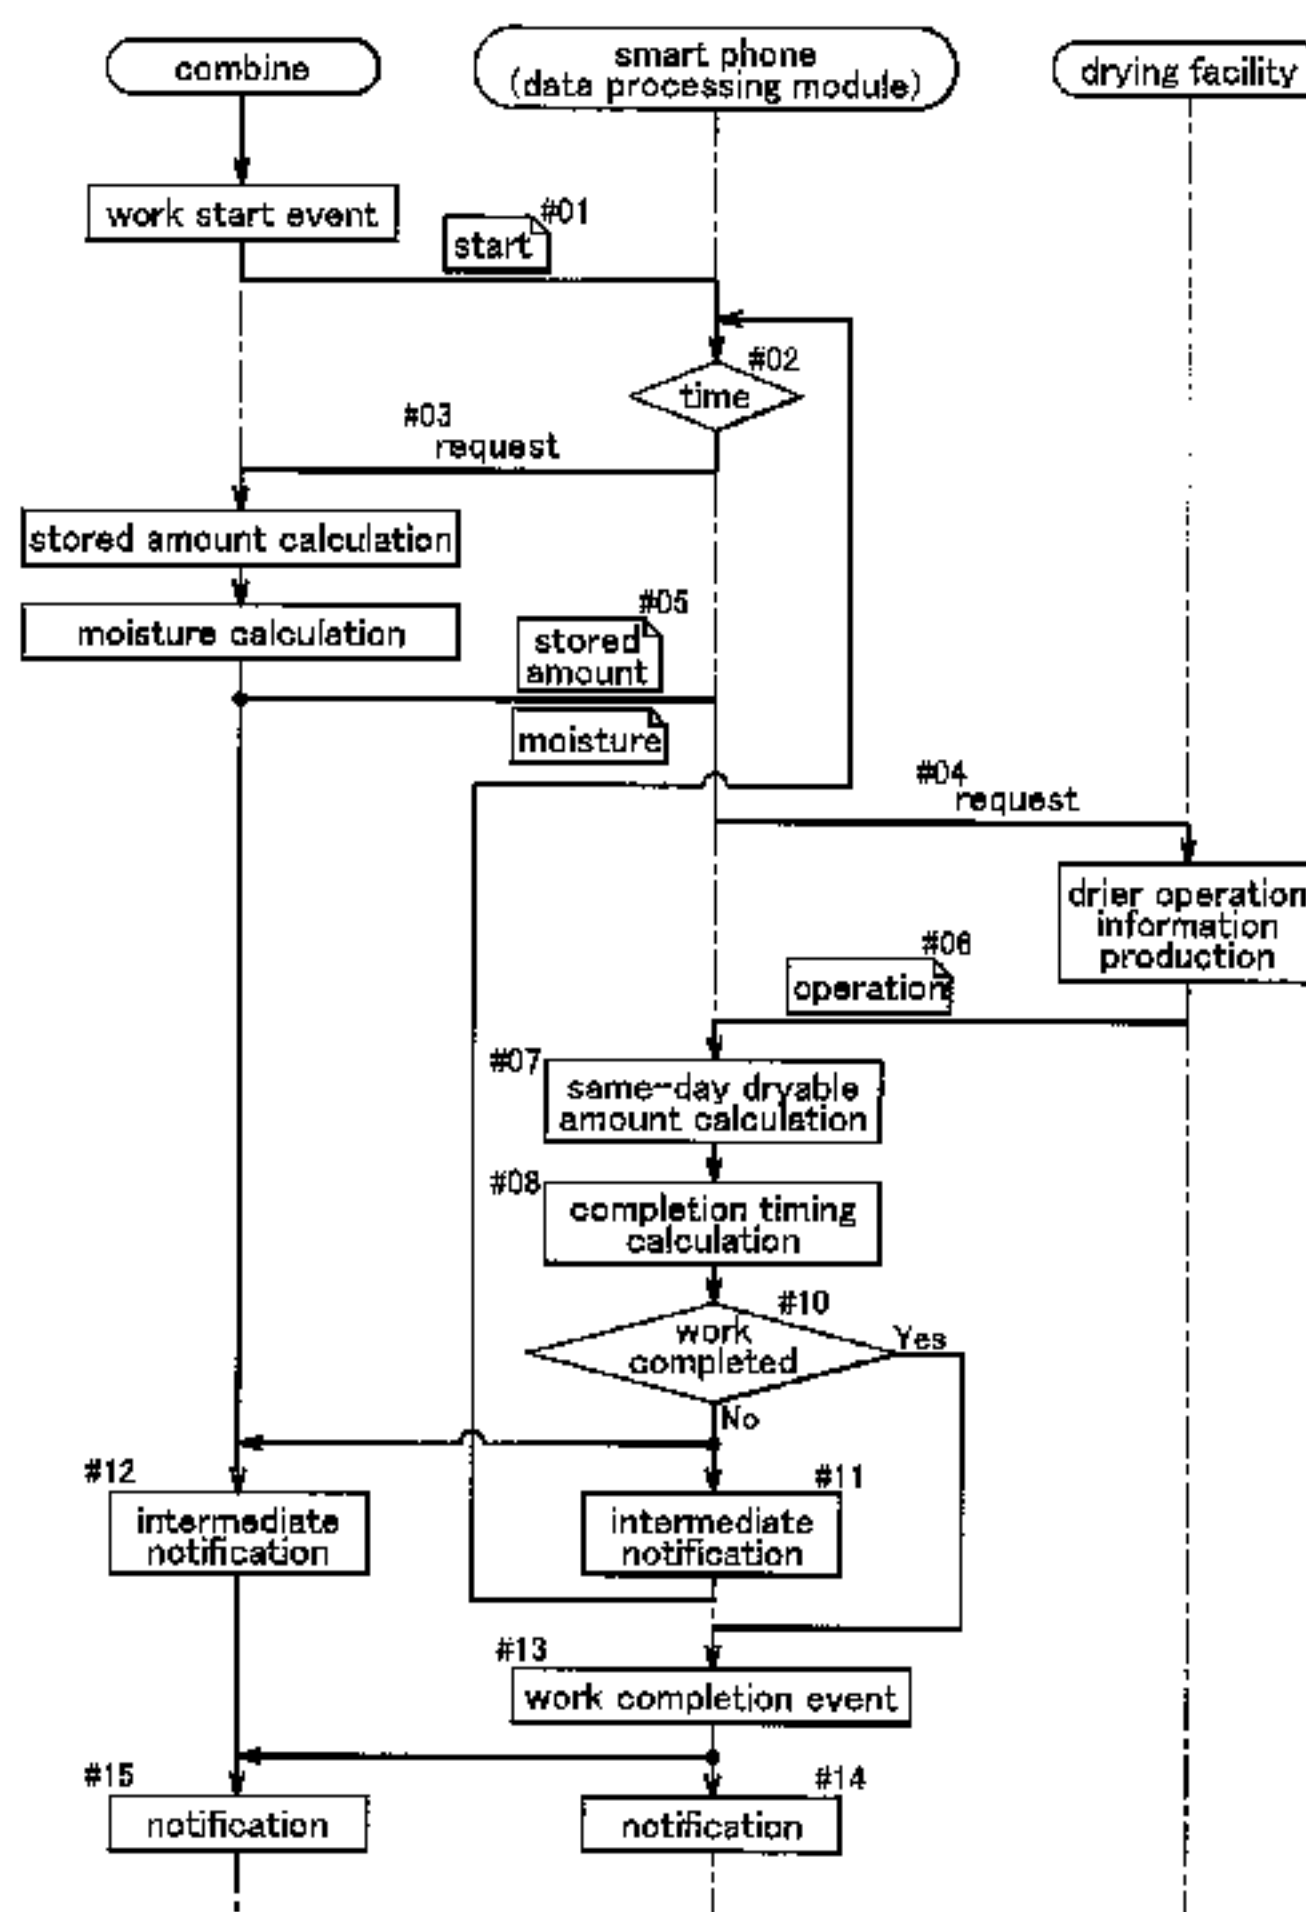 combine
smart phone
(data processing module)
drying facility
work start event
#01
start
#02
time
#03
request
stored amount calculation
moisture calculation
#05
stored
amount
moisture
#04
request
drier operation
information
production
#06
operation
#07
same-day dryable
amount calculation
#08
completion timing
calculation
#10
work
completed
Yes
No
#12
intermediate
notification
#11
intermediate
notification
#13
work completion event
#15
notification
#14
notification